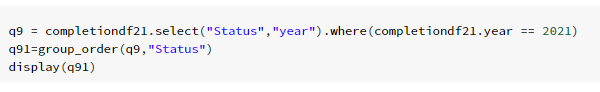 q9 = completiondf21.select("Status","year").where(completiondf21.year == 2021)
q91=group_order(q9,"Status")
display(q91)